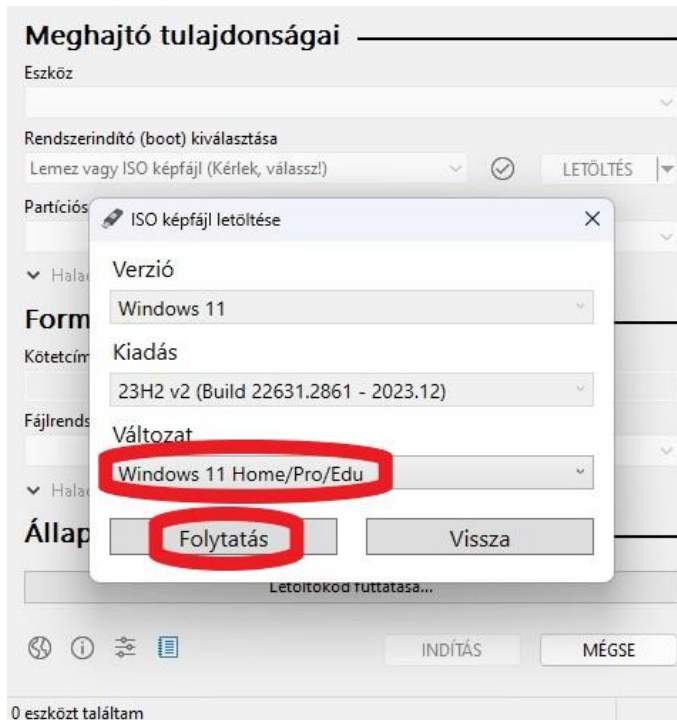 Meghajtó tulajdonságai
Eszköz
Rendszerindító (boot) kiválasztása
Lemez vagy ISO képfájl (Kérlek, válassz!)
LETÖLTÉS
Partíciós
ISO képfájl letöltése
Verzió
Windows 11
Kiadás
23H2 v2 (Build 22631.2861 - 2023.12)
Változat
Windows 11 Home/Pro/Edu
Folytatás
Vissza
Form
Kötetcím
Fájlrends
Állap
Letöltőkód futtatása...
INDÍTÁS
MÉGSE
0 eszközt találtam